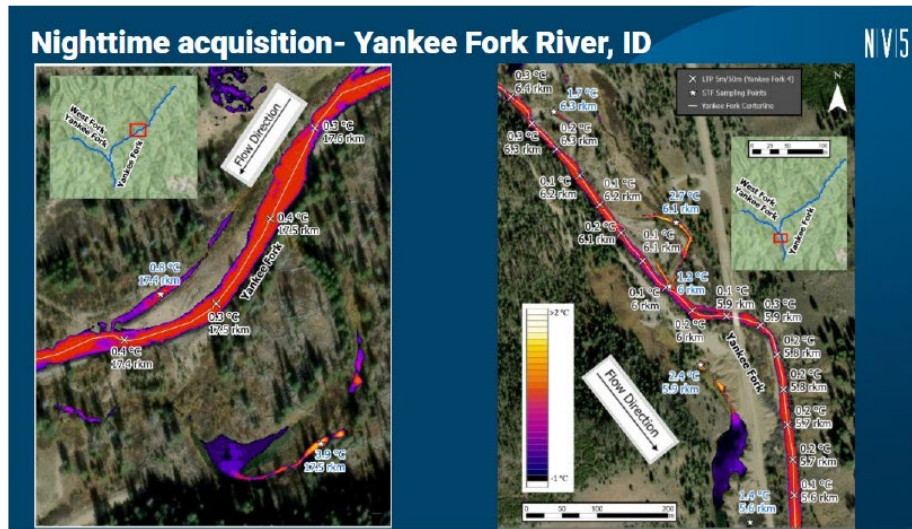 Nighttime acquisition- Yankee Fork River, ID
N|V|5
West Fork
Yankee Fork
Yankee Fork
Flow Direction
0.3 °C
17.6 rkm
0.4 °C
17.5 rkm
Yankee Fork
0.8 °C
17.4 rkm
0.3 °C
17.5 rkm
0.4 °C
17.4 rkm
3.9 °C
17.5 rkm
LTP 5m/50m (Yankee Fork
STF Sampling Points
Yankee Fork Centerline
N
0.3 °C
6.4 rkm
1.7 °C
6.3 rkm
0.3 °C
6.3 rkm
0.2 °C
6.3 rkm
0.1 °C
6.2 rkm
0.1 °C
6.2 rkm
2.7 °C
6.1 rkm
0.2 °C
6.1 rkm
0.1 °C
6.1 rkm
1.2 °C
6 rkm
0.1 °C
6 rkm
0.2 °C
6 rkm
0.1 °C
5.9 rkm
0.3 °C
5.9 rkm
West Fork
Yankee Fork
Yankee Fork
0 25 50 100
>2 °C
-1 °C
Yankee Fork
Flow Direction
2.4 °C
5.9 rkm
0.2 °C
5.8 rkm
0.2 °C
5.8 rkm
0.2 °C
5.7 rkm
0.2 °C
5.7 rkm
0.1 °C
5.6 rkm
1.4 °C
5.6 rkm
0 50 100 200